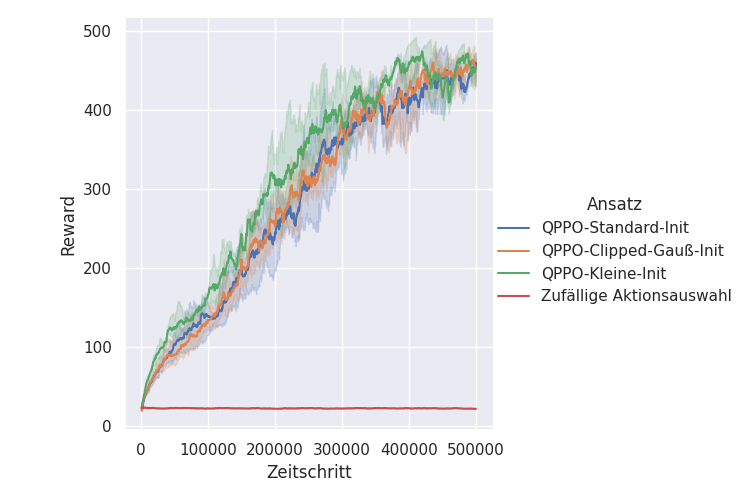 500
400
300
200
100
0
Reward
0 100000 200000 300000 400000 500000
Zeitschritt
Ansatz
QPPO-Standard-Init
QPPO-Clipped-Gauß-Init
QPPO-Kleine-Init
Zufällige Aktionsauswahl